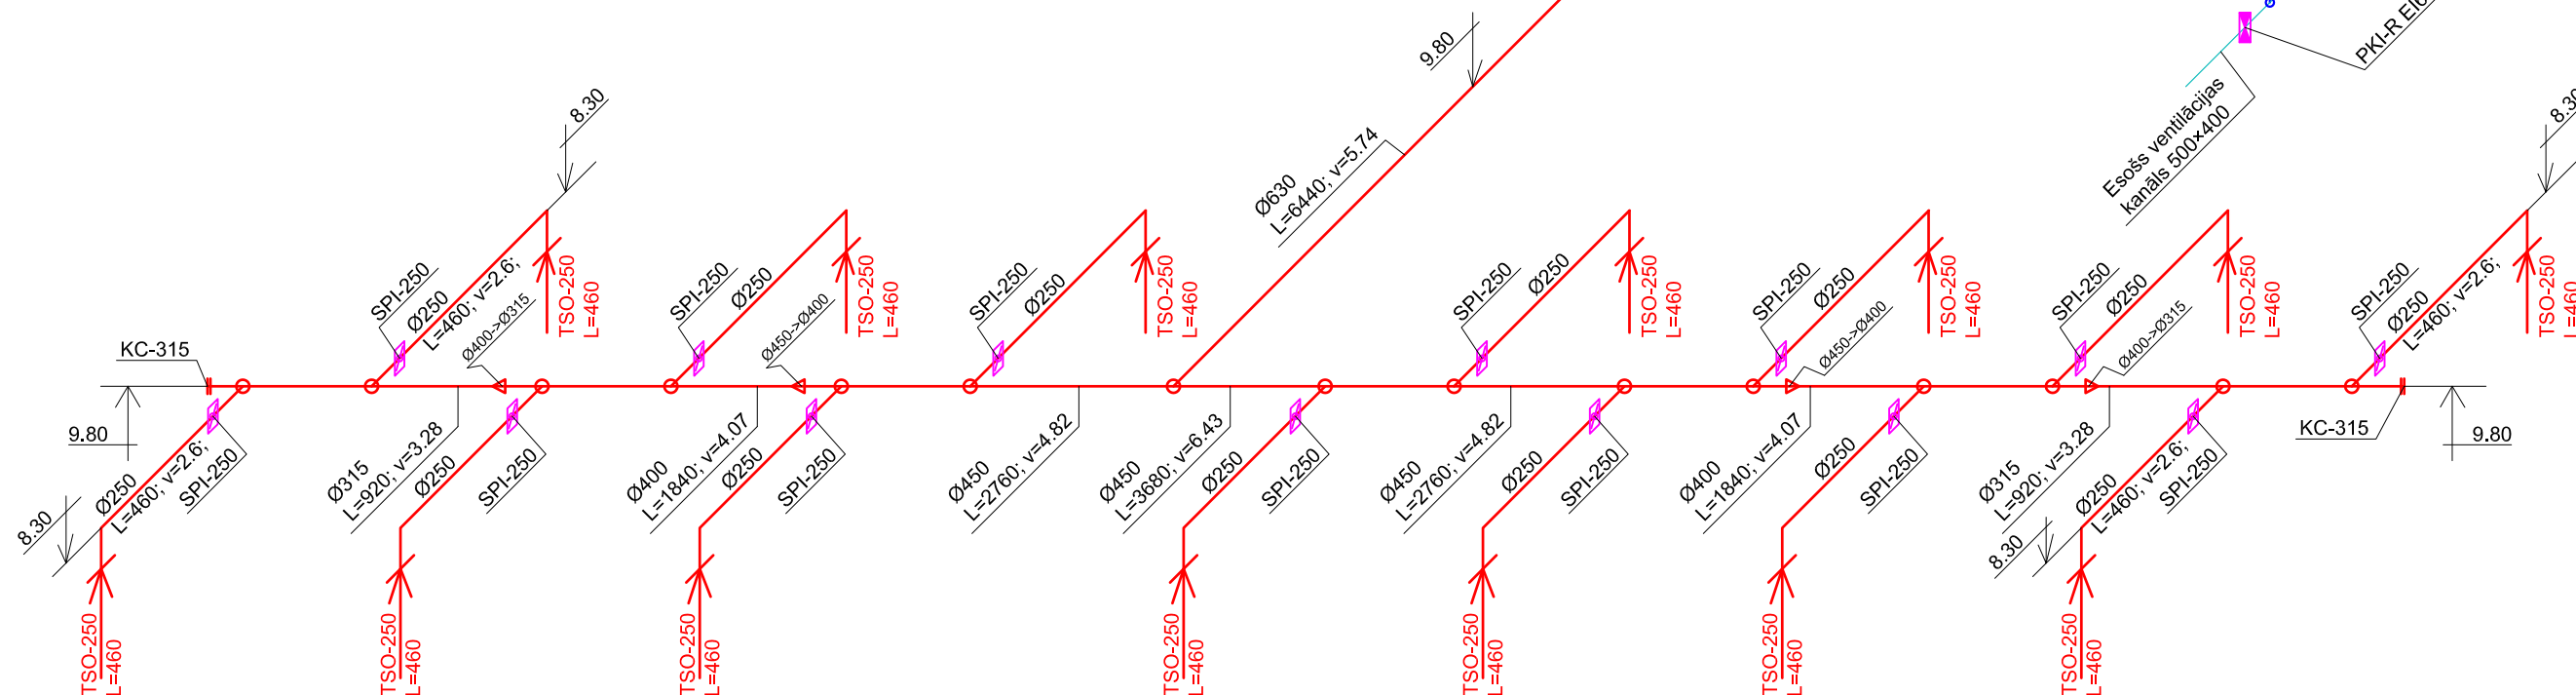 9.80
PKI-R EI6
8.30
8.30
Esošs ventilācijas
kanāls 500×400
Ø630
L=6440; v=5.74
SPI-250
Ø250
L=460; v=2.6;
Ø400->Ø315
TSO-250
L=460
SPI-250
Ø250
Ø450->Ø400
TSO-250
L=460
SPI-250
Ø250
TSO-250
L=460
SPI-250
Ø250
TSO-250
L=460
SPI-250
Ø250
Ø450->Ø400
TSO-250
L=460
SPI-250
Ø250
Ø400->Ø315
TSO-250
L=460
SPI-250
Ø250
L=460; v=2.6;
TSO-250
L=460
KC-315
9.80
8.30
Ø250
L=460; v=2.6;
SPI-250
Ø315
L=920; v=3.28
Ø250
SPI-250
Ø400
L=1840; v=4.07
Ø250
SPI-250
Ø450
L=2760; v=4.82
Ø450
L=3680; v=6.43
Ø250
SPI-250
Ø450
L=2760; v=4.82
Ø250
SPI-250
Ø400
L=1840; v=4.07
Ø250
SPI-250
Ø315
L=920; v=3.28
8.30
Ø250
L=460; v=2.6;
SPI-250
KC-315
9.80
TSO-250
L=460
TSO-250
L=460
TSO-250
L=460
TSO-250
L=460
TSO-250
L=460
TSO-250
L=460
TSO-250
L=460